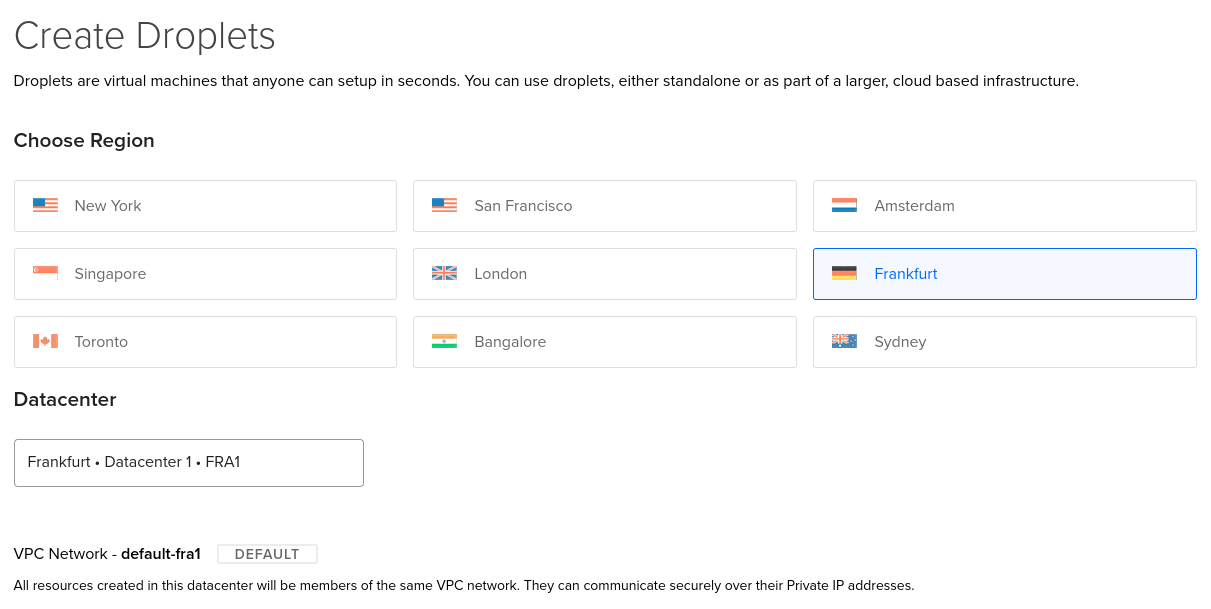 Create Droplets
Droplets are virtual machines that anyone can setup in seconds. You can use droplets, either standalone or as part of a larger, cloud based infrastructure.
Choose Region
New York
San Francisco
Amsterdam
Singapore
London
Frankfurt
Toronto
Bangalore
Sydney
Datacenter
Frankfurt • Datacenter 1 • FRA1
VPC Network - default-fra1 DEFAULT
All resources created in this datacenter will be members of the same VPC network. They can communicate securely over their Private IP addresses.